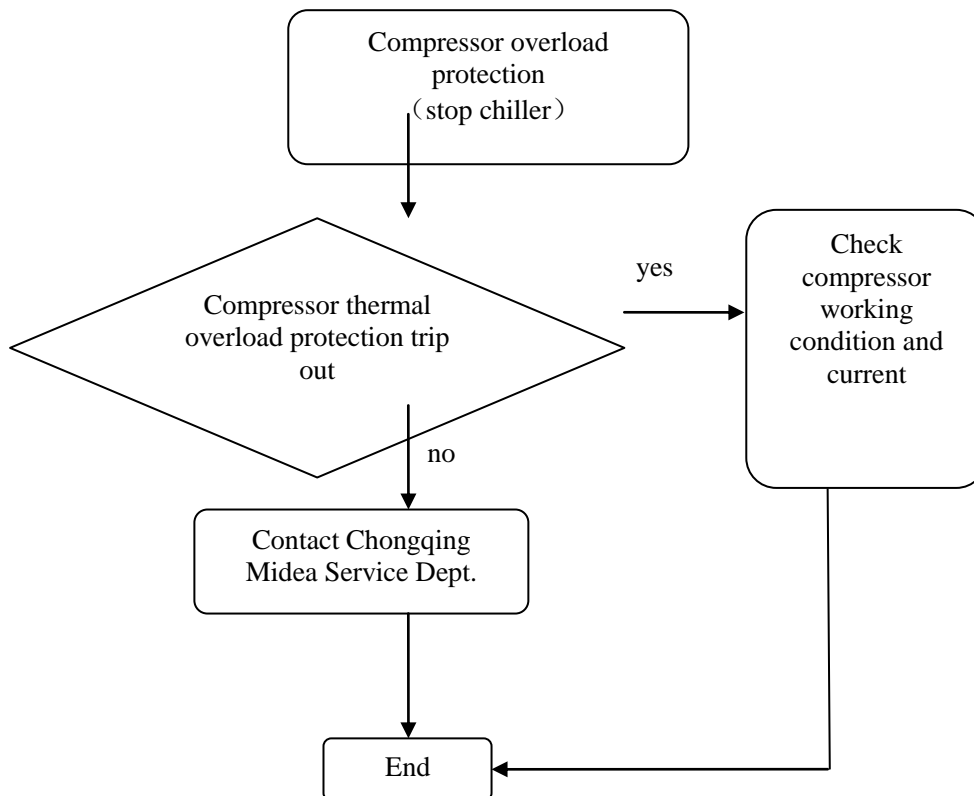 Compressor overload
protection
（stop chiller）
Compressor thermal
overload protection trip
out
yes
Check
compressor
working
condition and
current
no
Contact Chongqing
Midea Service Dept.
End